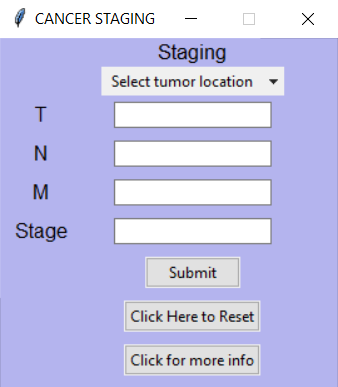 CANCER STAGING
Staging
Select tumor location
T
N
M
Stage
Submit
Click Here to Reset
Click for more info